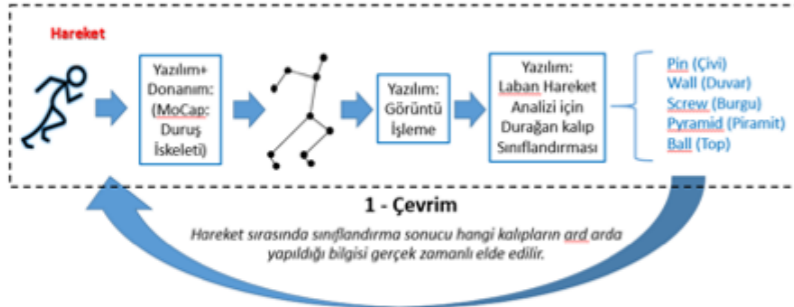 Hareket
Yazılım+
Donanım:
(MoCap:
Duruş
İskeleti)
Yazılım:
Görüntü
İşleme
Yazılım:
Laban Hareket
Analizi için
Durağan kalıp
Sınıflandırması
Pin (Çivi)
Wall (Duvar)
Screw (Burgu)
Pyramid (Piramit)
Ball (Top)
1 - Çevrim
Hareket sırasında sınıflandırma sonucu hangi kalıpların ard arda
yapıldığı bilgisi gerçek zamanlı elde edilir.